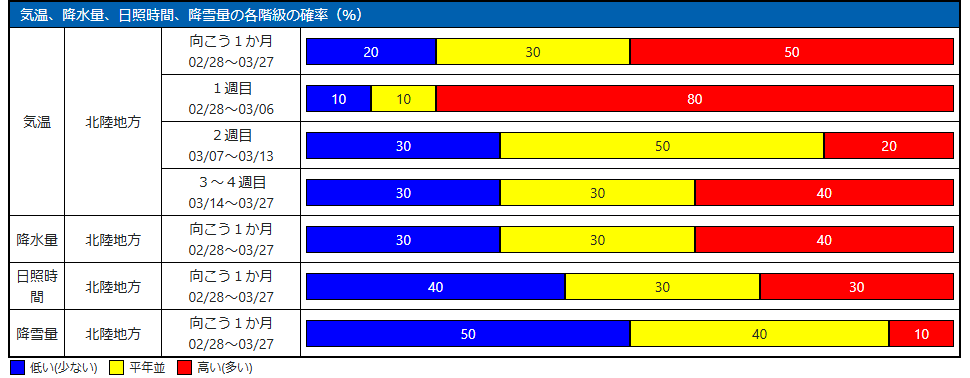 気温、降水量、日照時間、降雪量の各階級の確率(％)
気温
北陸地方
向こう１か月
02/28～03/27
20 30 50
１週目
02/28～03/06
10 10 80
２週目
03/07～03/13
30 50 20
３～４週目
03/14～03/27
30 30 40
降水量
北陸地方
向こう１か月
02/28～03/27
30 30 40
日照時
間
北陸地方
向こう１か月
02/28～03/27
40 30 30
降雪量
北陸地方
向こう１か月
02/28～03/27
50 40 10
低い(少ない) 平年並 高い(多い)